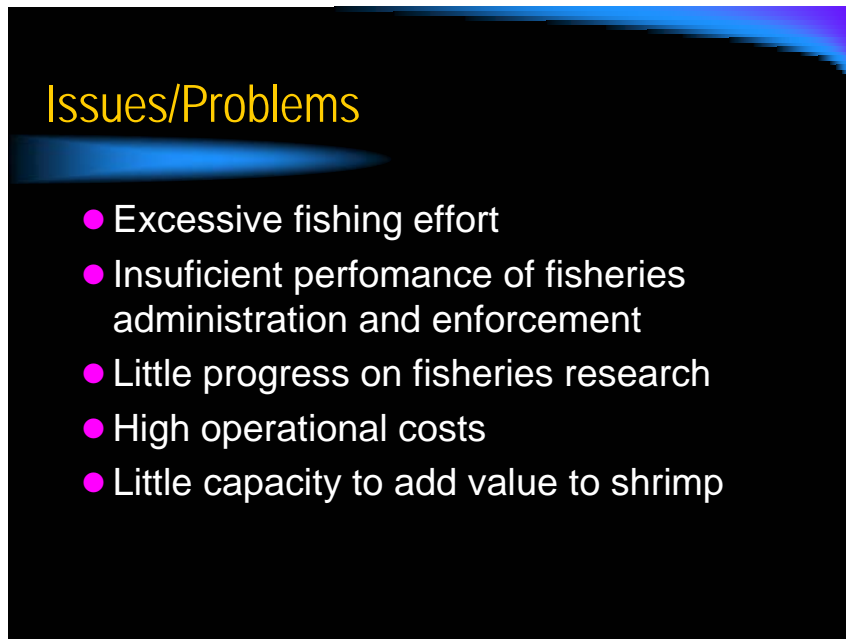 Issues/Problems
Excessive fishing effort
Insuficient perfomance of fisheries
administration and enforcement
Little progress on fisheries research
High operational costs
Little capacity to add value to shrimp